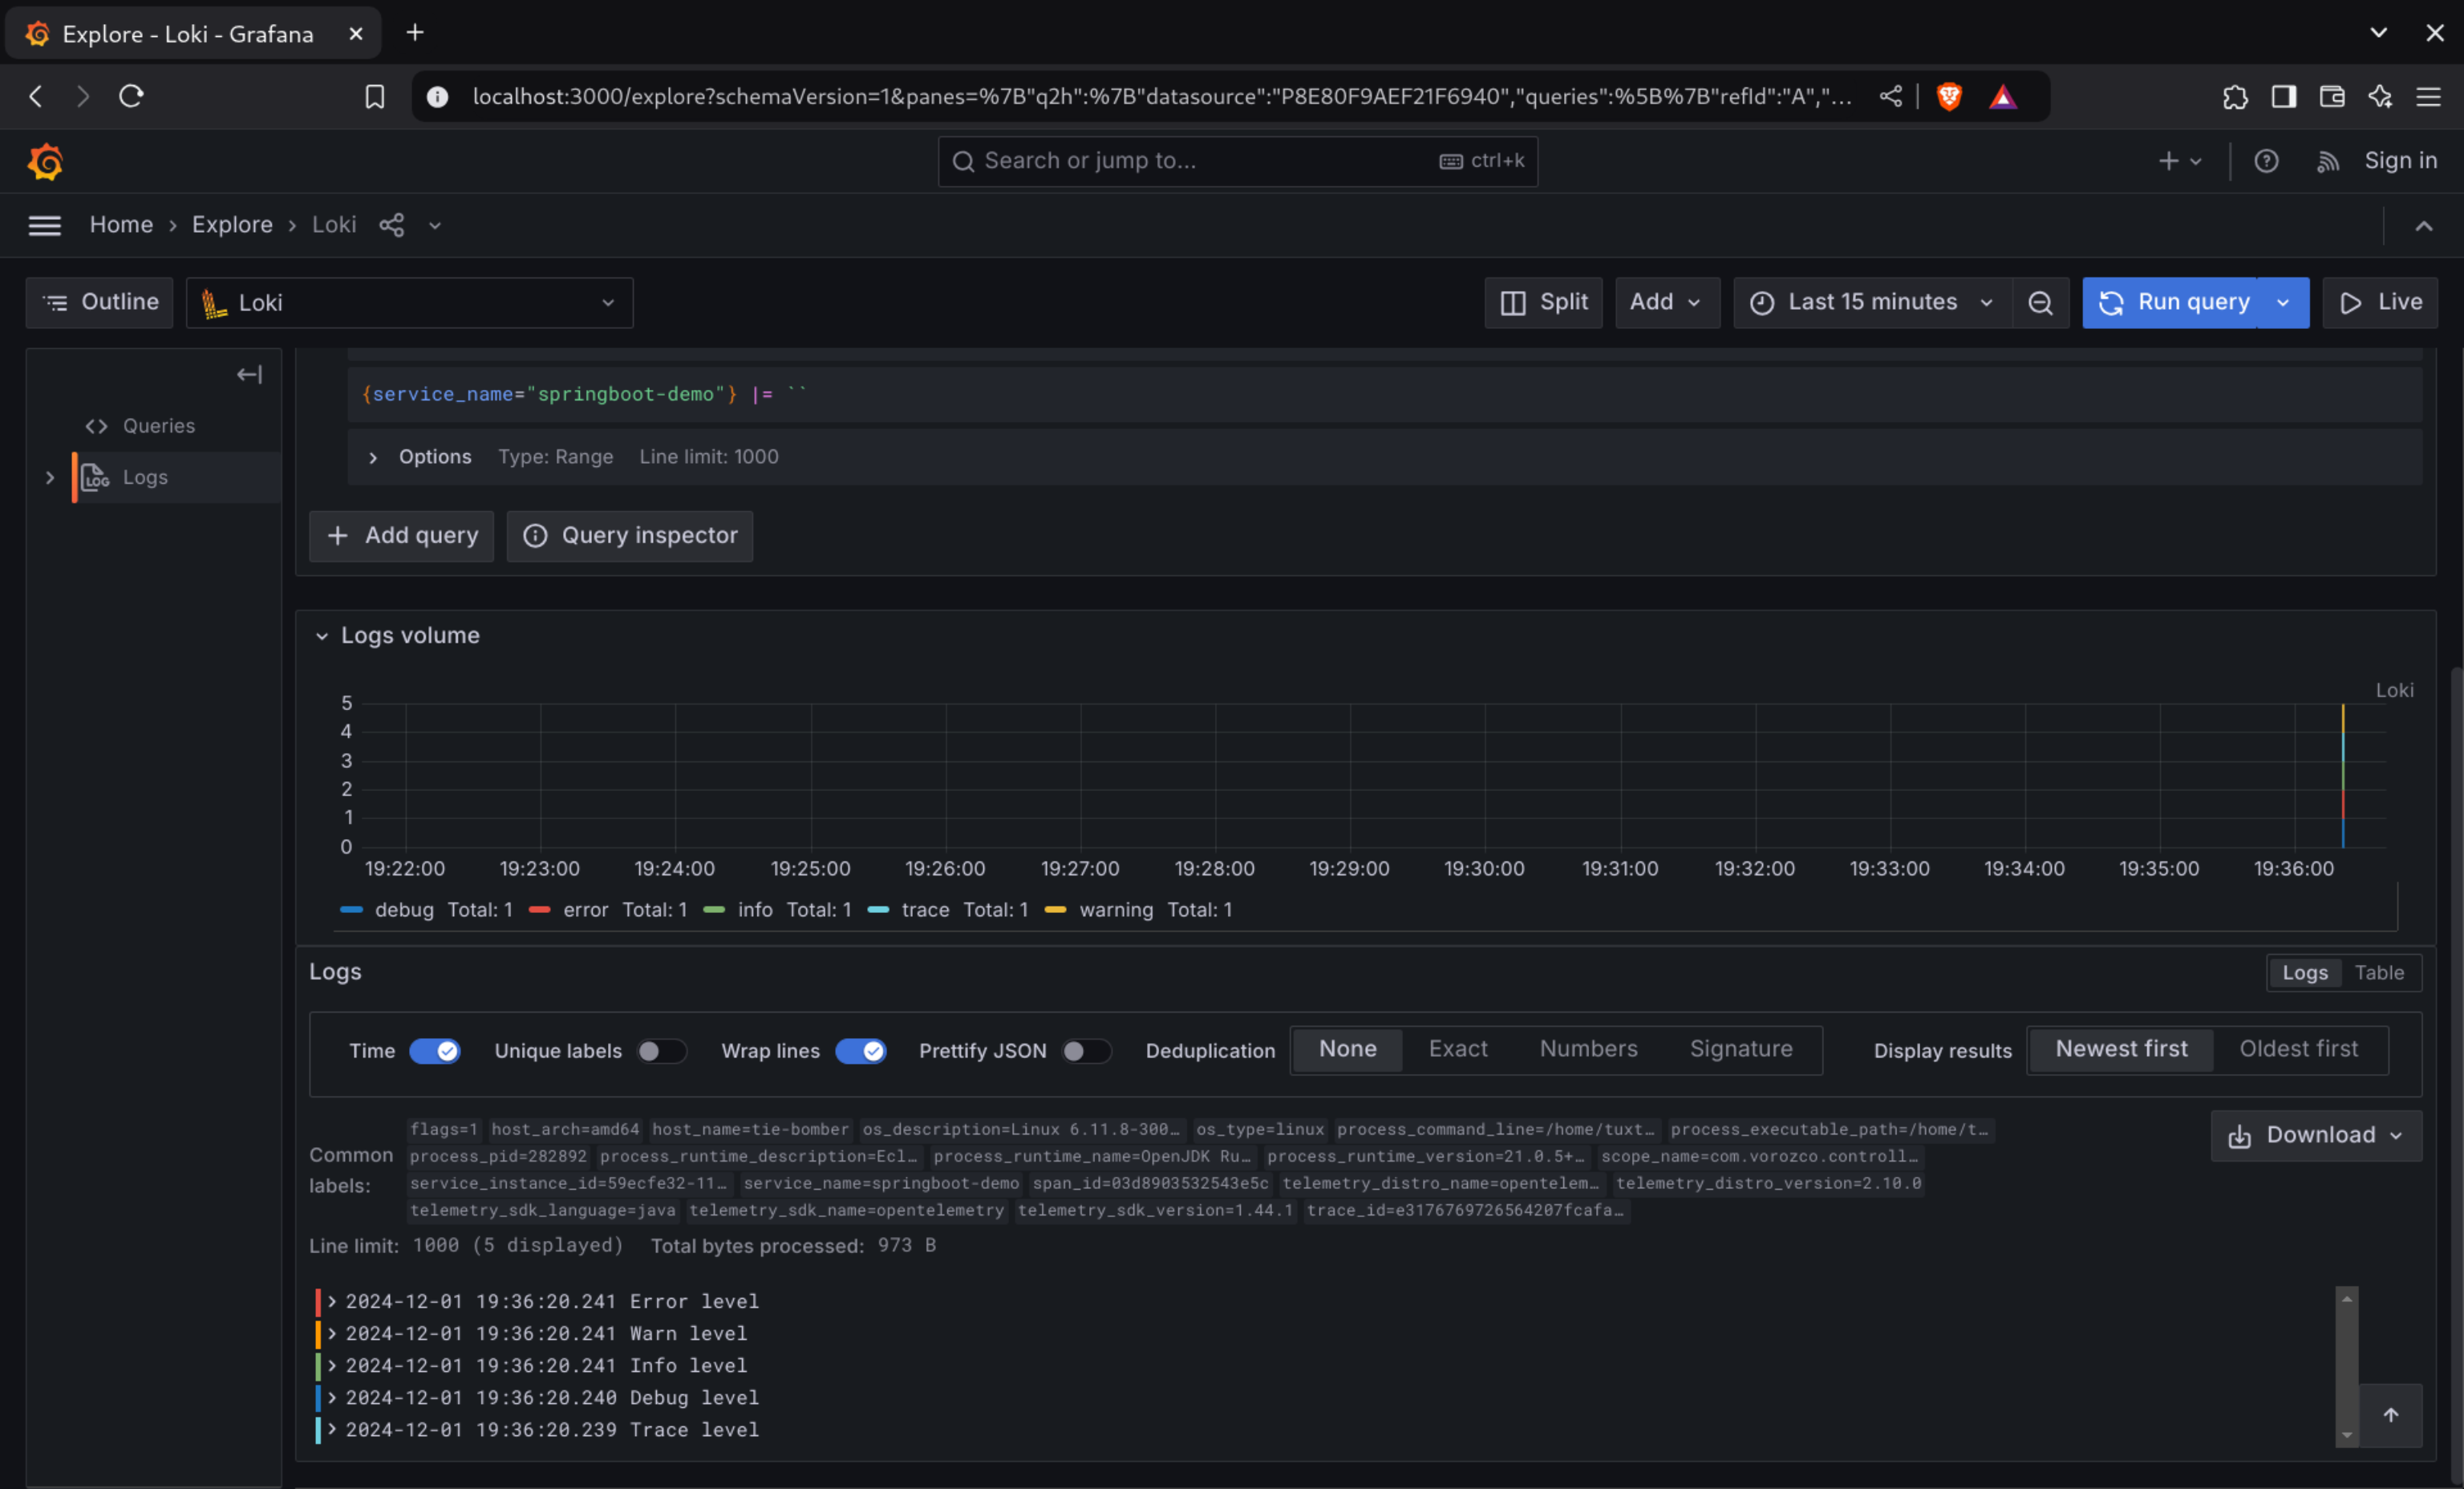 Explore - Loki - Grafana
localhost:3000/explore?schemaVersion=1&panes=%7B"q2h":%7B"datasource":"P8E80F9AEF21F6940","queries":%5B%7B"refId":"A","...
Search or jump to... ctrl+k
Sign in
Home › Explore › Loki
Outline
Loki
Split
Add
Last 15 minutes
Run query
Live
Queries
Logs
{service_name="springboot-demo"} |= ``
Options Type: Range Line limit: 1000
+ Add query
Query inspector
Logs volume
Loki
5
4
3
2
1
0
19:22:00 19:23:00 19:24:00 19:25:00 19:26:00 19:27:00 19:28:00 19:29:00 19:30:00 19:31:00 19:32:00 19:33:00 19:34:00 19:35:00 19:36:00
debug Total: 1 error Total: 1 info Total: 1 trace Total: 1 warning Total: 1
Logs
Logs Table
Time Unique labels Wrap lines Prettify JSON Deduplication None Exact Numbers Signature Display results Newest first Oldest first
Common labels:
flags=1 host_arch=amd64 host_name=tie-bomber os_description=Linux 6.11.8-300… os_type=linux process_command_line=/home/tuxt… process_executable_path=/home/t…
process_pid=282892 process_runtime_description=Ecl… process_runtime_name=OpenJDK Ru… process_runtime_version=21.0.5+… scope_name=com.vorozco.controll…
service_instance_id=59ecfe32-11… service_name=springboot-demo span_id=03d8903532543e5c telemetry_distro_name=opentelem… telemetry_distro_version=2.10.0
telemetry_sdk_language=java telemetry_sdk_name=opentelemetry telemetry_sdk_version=1.44.1 trace_id=e3176769726564207fcafa…
Download
Line limit: 1000 (5 displayed) Total bytes processed: 973 B
2024-12-01 19:36:20.241 Error level
2024-12-01 19:36:20.241 Warn level
2024-12-01 19:36:20.241 Info level
2024-12-01 19:36:20.240 Debug level
2024-12-01 19:36:20.239 Trace level